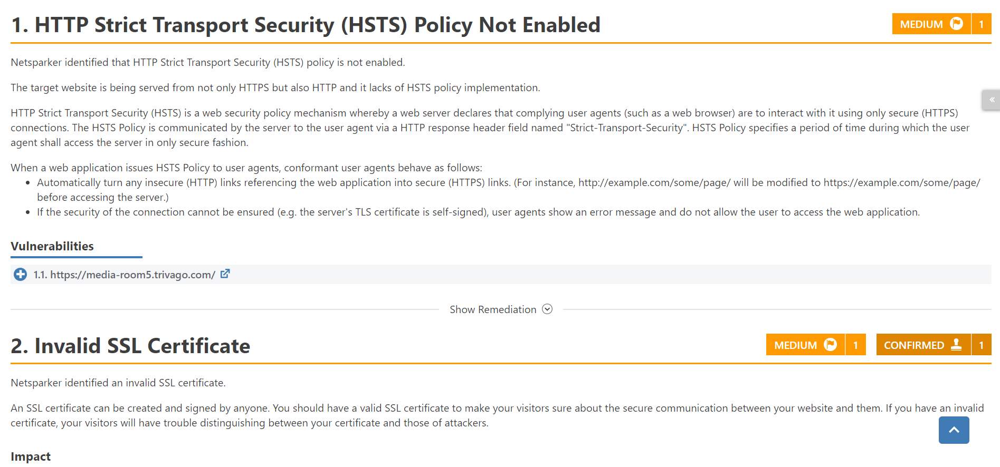 1. HTTP Strict Transport Security (HSTS) Policy Not Enabled
MEDIUM 1
Netsparker identified that HTTP Strict Transport Security (HSTS) policy is not enabled.
The target website is being served from not only HTTPS but also HTTP and it lacks of HSTS policy implementation.
HTTP Strict Transport Security (HSTS) is a web security policy mechanism whereby a web server declares that complying user agents (such as a web browser) are to interact with it using only secure (HTTPS)
connections. The HSTS Policy is communicated by the server to the user agent via a HTTP response header field named "Strict-Transport-Security". HSTS Policy specifies a period of time during which the user
agent shall access the server in only secure fashion.
When a web application issues HSTS Policy to user agents, conformant user agents behave as follows:
• Automatically turn any insecure (HTTP) links referencing the web application into secure (HTTPS) links. (For instance, http://example.com/some/page/ will be modified to https://example.com/some/page/
before accessing the server.)
• If the security of the connection cannot be ensured (e.g. the server's TLS certificate is self-signed), user agents show an error message and do not allow the user to access the web application.
Vulnerabilities
1.1. https://media-room5.trivago.com/
Show Remediation
2. Invalid SSL Certificate
MEDIUM 1 CONFIRMED 1
Netsparker identified an invalid SSL certificate.
An SSL certificate can be created and signed by anyone. You should have a valid SSL certificate to make your visitors sure about the secure communication between your website and them. If you have an invalid
certificate, your visitors will have trouble distinguishing between your certificate and those of attackers.
Impact